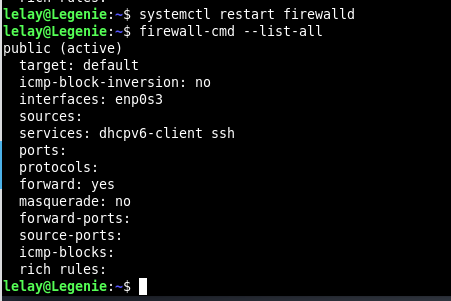 rich rules:
lelay@Legenie:~$ systemctl restart firewalld
lelay@Legenie:~$ firewall-cmd --list-all
public (active)
  target: default
  icmp-block-inversion: no
  interfaces: enp0s3
  sources:
  services: dhcpv6-client ssh
  ports:
  protocols:
  forward: yes
  masquerade: no
  forward-ports:
  source-ports:
  icmp-blocks:
  rich rules:
lelay@Legenie:~$